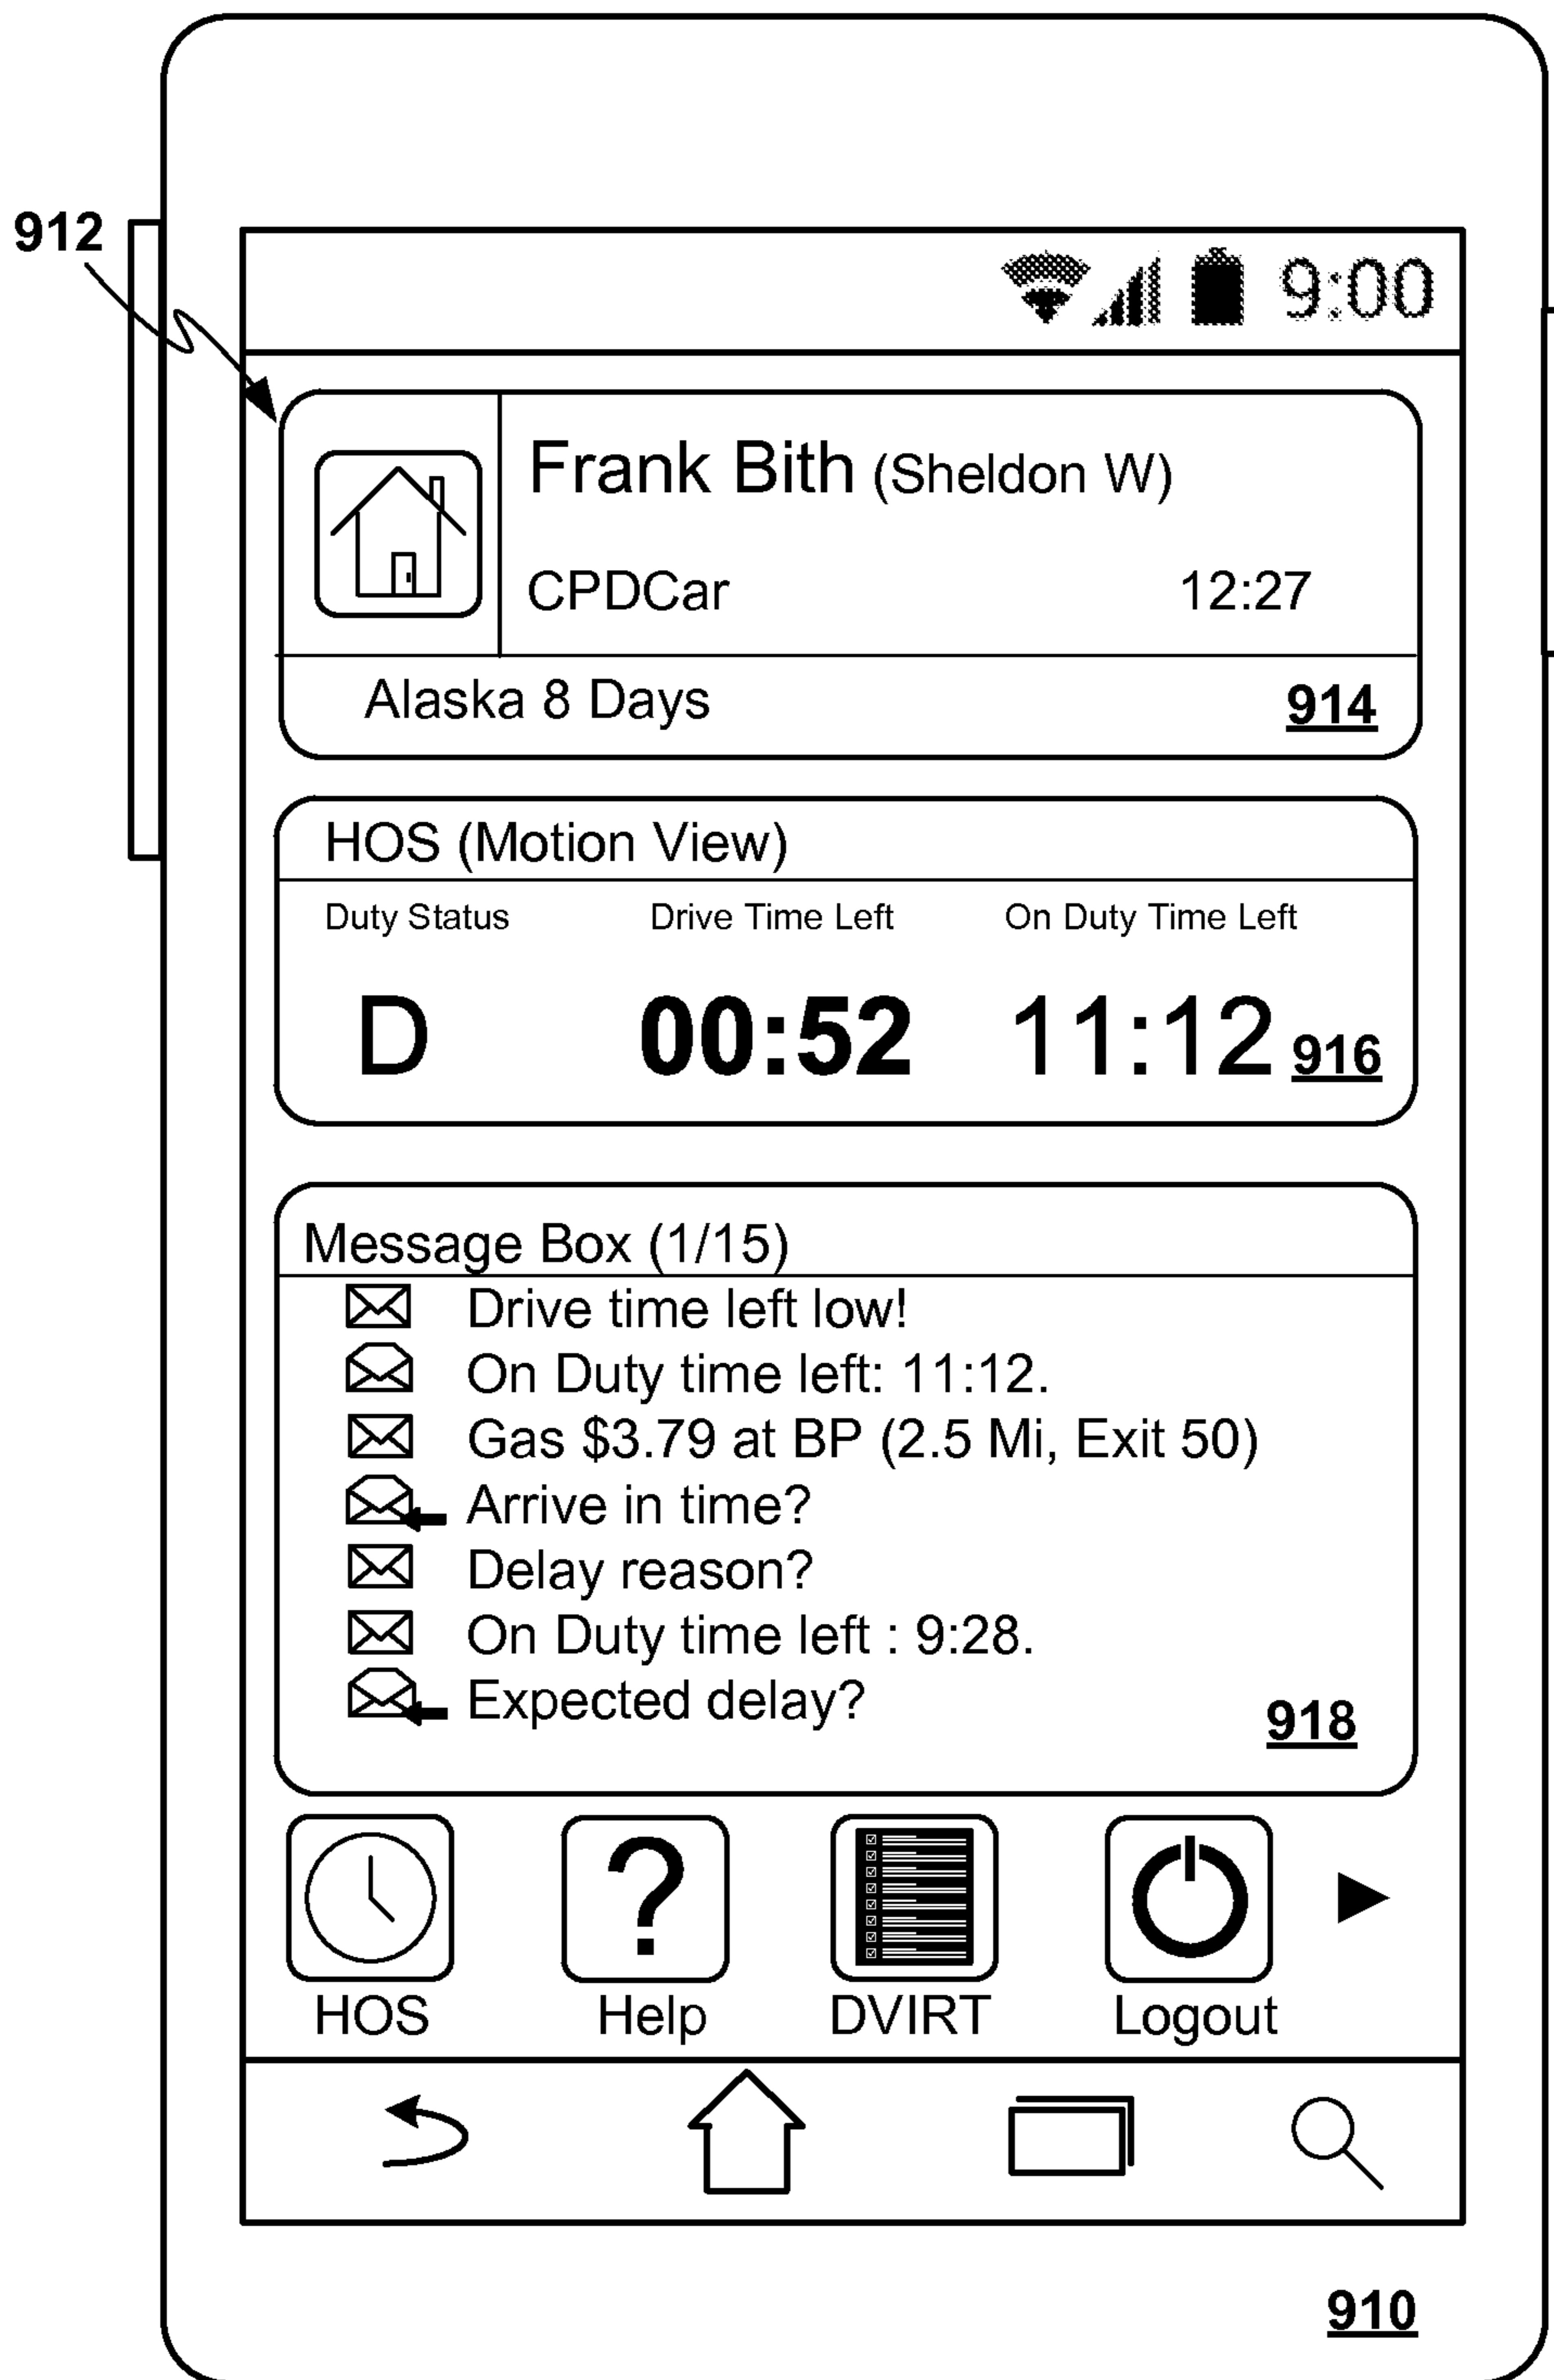 912
9:00
Frank Bith (Sheldon W)
CPDCar 12:27
Alaska 8 Days 914
HOS (Motion View)
Duty Status Drive Time Left On Duty Time Left
D 00:52 11:12 916
Message Box (1/15)
Drive time left low!
On Duty time left: 11:12.
Gas $3.79 at BP (2.5 Mi, Exit 50)
Arrive in time?
Delay reason?
On Duty time left : 9:28.
Expected delay?
918
?
HOS Help DVIRT Logout
910